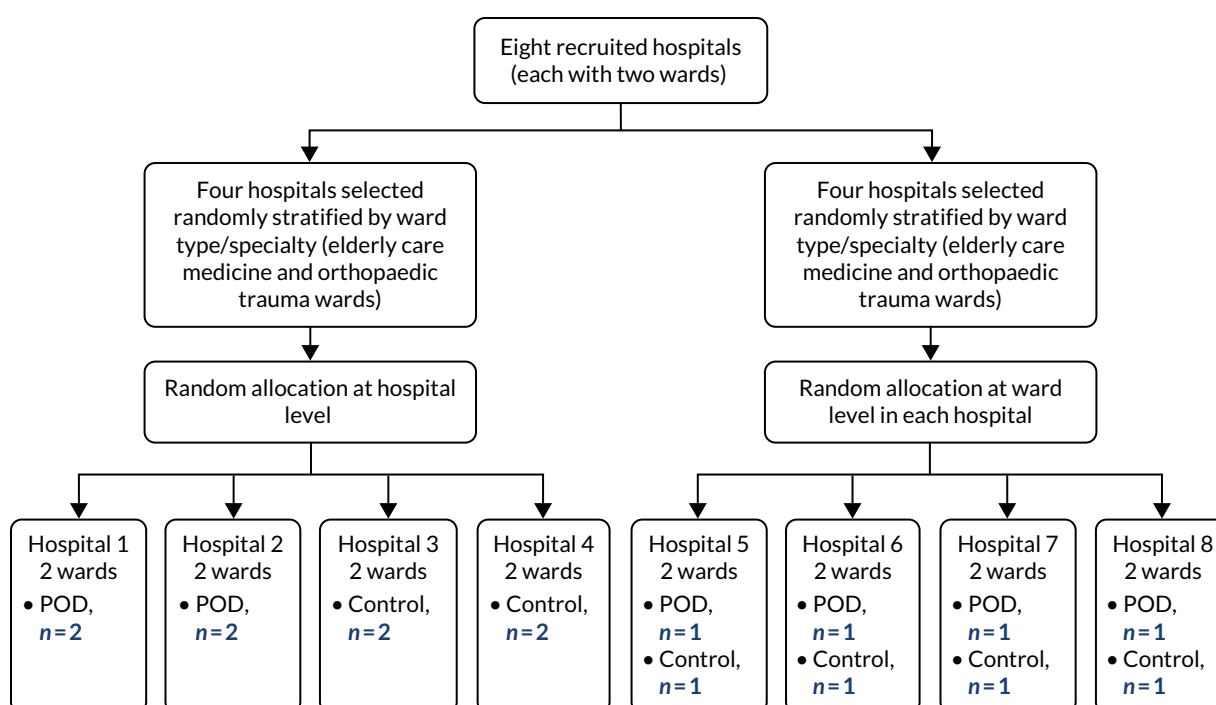 Eight recruited hospitals
(each with two wards)
Four hospitals selected
randomly stratified by ward
type/specialty (elderly care
medicine and orthopaedic
trauma wards)
Four hospitals selected
randomly stratified by ward
type/specialty (elderly care
medicine and orthopaedic
trauma wards)
Random allocation at hospital
level
Random allocation at ward
level in each hospital
Hospital 1
2 wards
• POD,
n=2
Hospital 2
2 wards
• POD,
n=2
Hospital 3
2 wards
• Control,
n=2
Hospital 4
2 wards
• Control,
n=2
Hospital 5
2 wards
• POD,
n=1
• Control,
n=1
Hospital 6
2 wards
• POD,
n=1
• Control,
n=1
Hospital 7
2 wards
• POD,
n=1
• Control,
n=1
Hospital 8
2 wards
• POD,
n=1
• Control,
n=1